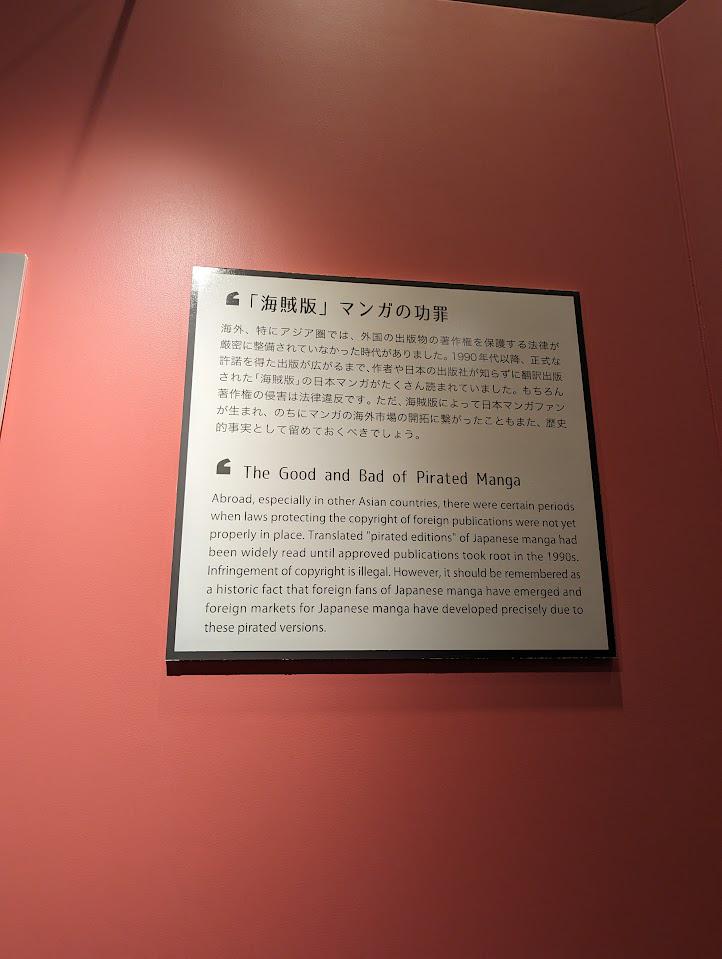 「海賊版」マンガの功罪
海外、特にアジア圏では、外国の出版物の著作権を保護する法律が
厳密に整備されていなかった時代がありました。1990年代以降、正式な
許諾を得た出版が広がるまで、作者や日本の出版社が知らずに翻訳出版
された「海賊版」の日本マンガがたくさん読まれていました。もちろん
著作権の侵害は法律違反です。ただ、海賊版によって日本マンガファン
が生まれ、のちにマンガの海外市場の開拓に繋がったこともまた、歴史
的事実として留めておくべきでしょう。
The Good and Bad of Pirated Manga
Abroad, especially in other Asian countries, there were certain periods
when laws protecting the copyright of foreign publications were not yet
properly in place. Translated "pirated editions" of Japanese manga had
been widely read until approved publications took root in the 1990s.
Infringement of copyright is illegal. However, it should be remembered as
a historic fact that foreign fans of Japanese manga have emerged and
foreign markets for Japanese manga have developed precisely due to
these pirated versions.